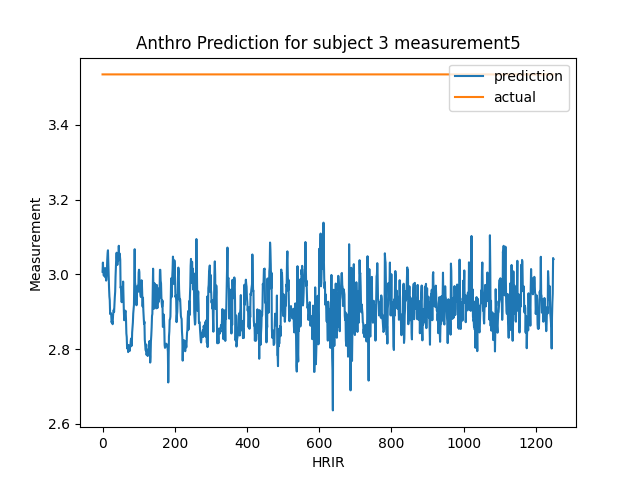 Anthro Prediction for subject 3 measurement5
prediction
actual
3.4
3.2
3.0
2.8
2.6
Measurement
0
200
400
600
800
1000
1200
HRIR